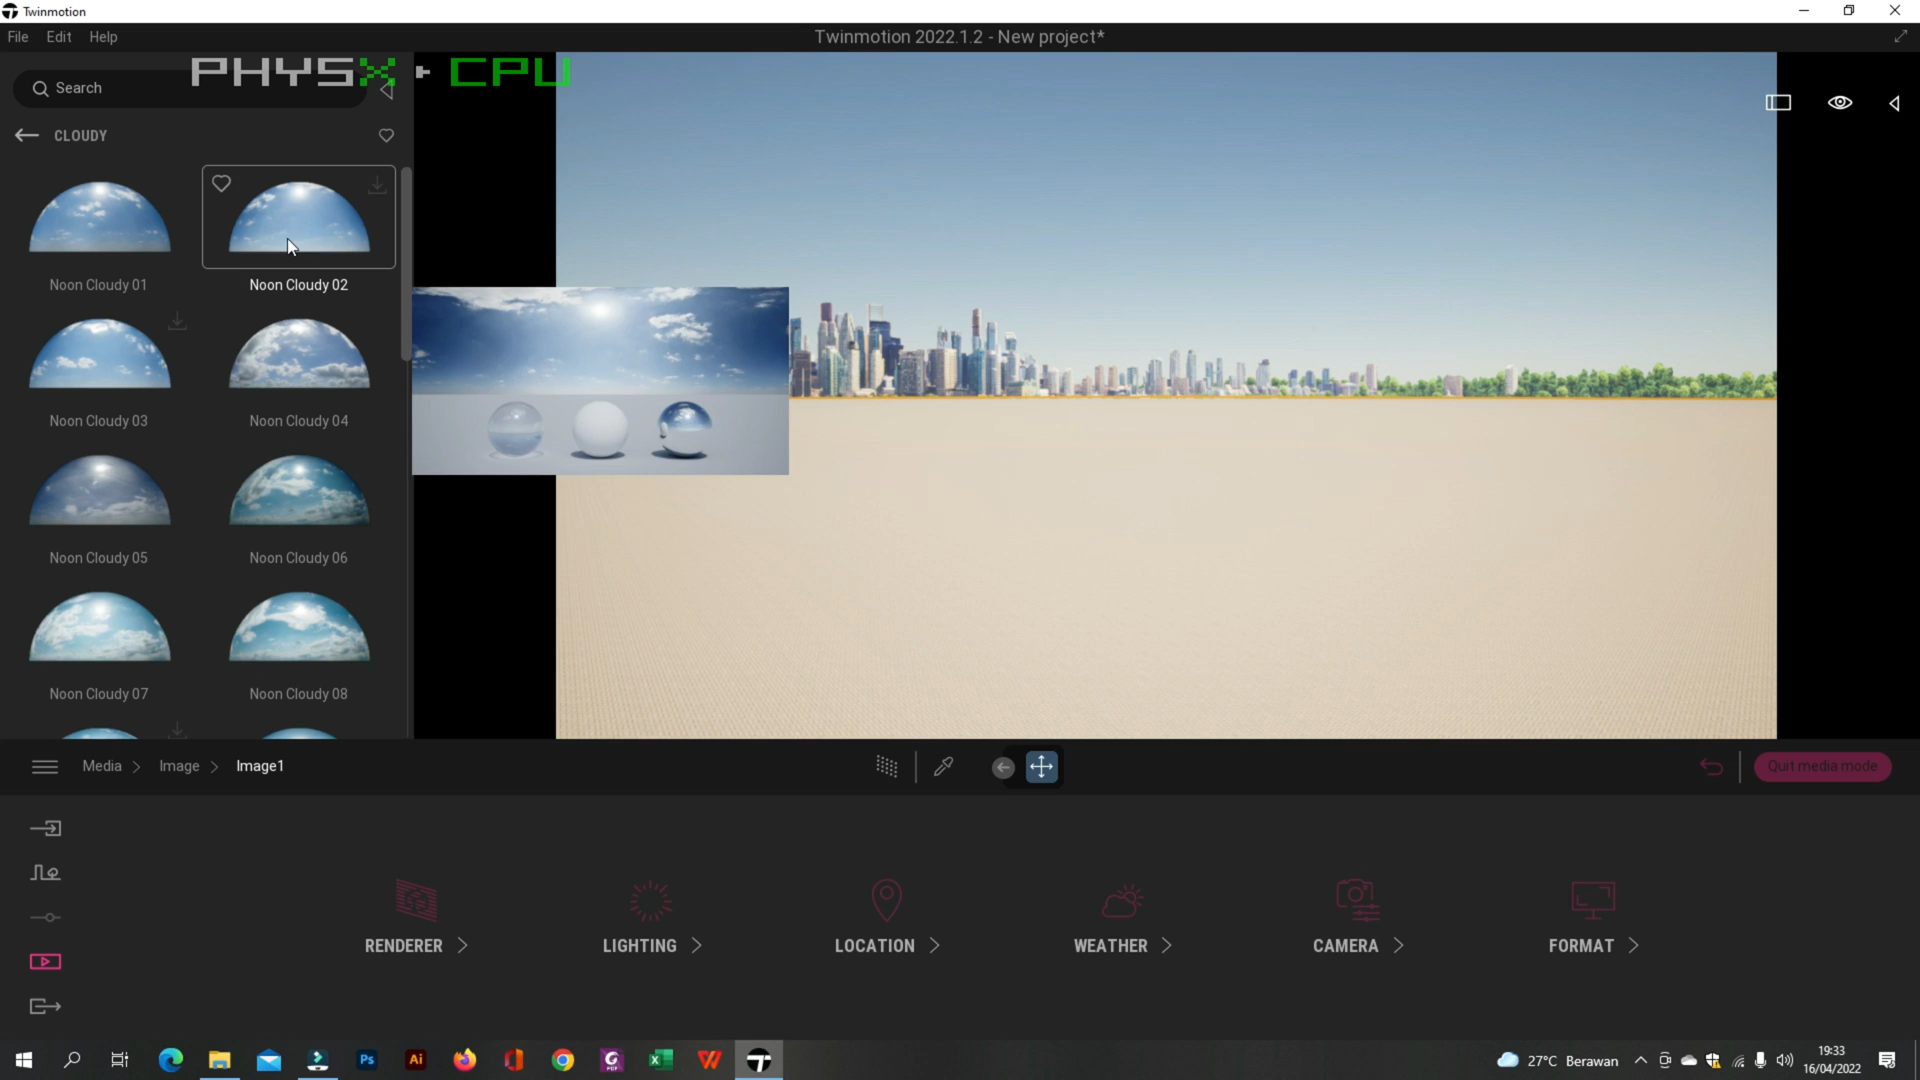 Twinmotion
File Edit Help
Twinmotion 2022.1.2 - New project*
PHYSX CPU
Search
CLOUDY
Noon Cloudy 01
Noon Cloudy 02
Noon Cloudy 03
Noon Cloudy 04
Noon Cloudy 05
Noon Cloudy 06
Noon Cloudy 07
Noon Cloudy 08
Media > Image > Image1
Quit media mode
RENDERER
LIGHTING
LOCATION
WEATHER
CAMERA
FORMAT
Ps
Ai
27°C Berawan
19:33
16/04/2022